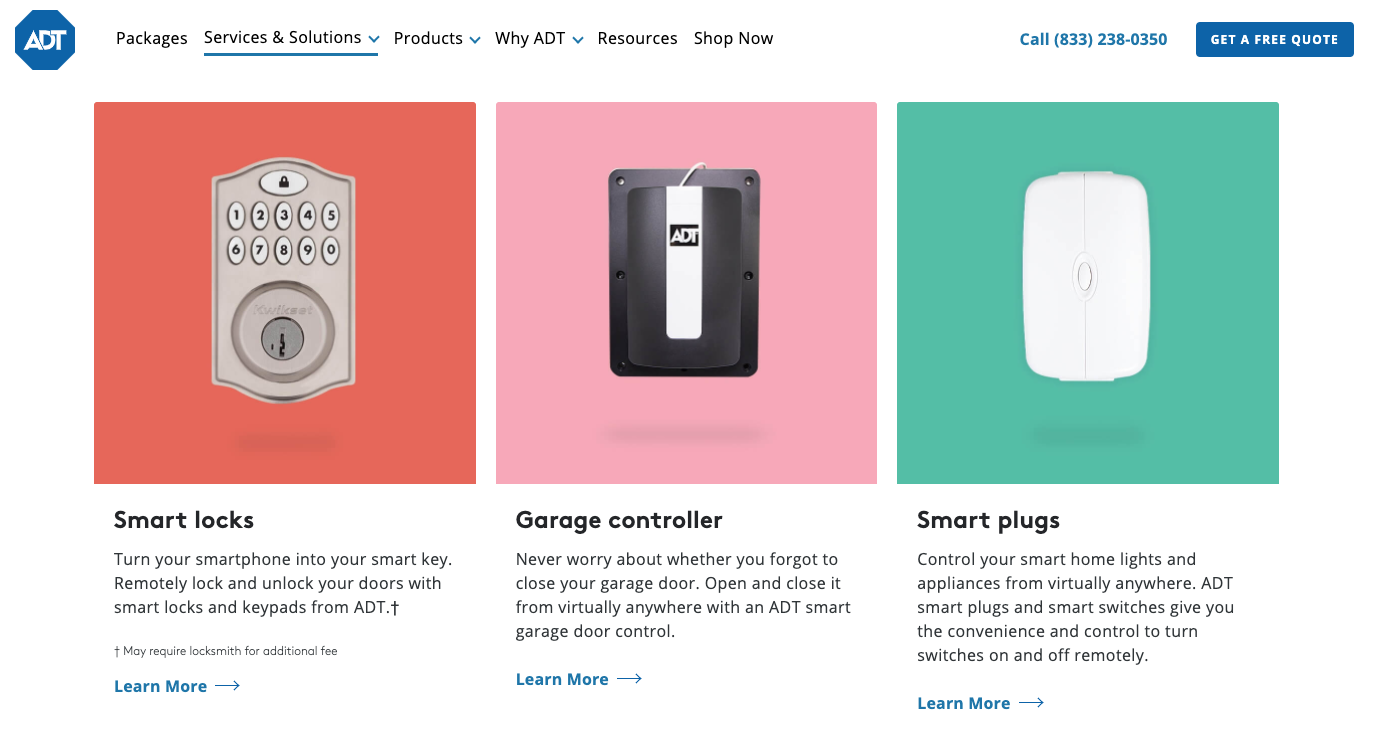 ADT
Packages
Services & Solutions
Products
Why ADT
Resources
Shop Now
Call (833) 238-0350
GET A FREE QUOTE
1 2 3 4 5
6 7 8 9 0
Kwikset
ADT
Smart locks
Turn your smartphone into your smart key.
Remotely lock and unlock your doors with
smart locks and keypads from ADT.†
† May require locksmith for additional fee
Learn More
Garage controller
Never worry about whether you forgot to
close your garage door. Open and close it
from virtually anywhere with an ADT smart
garage door control.
Learn More
Smart plugs
Control your smart home lights and
appliances from virtually anywhere. ADT
smart plugs and smart switches give you
the convenience and control to turn
switches on and off remotely.
Learn More